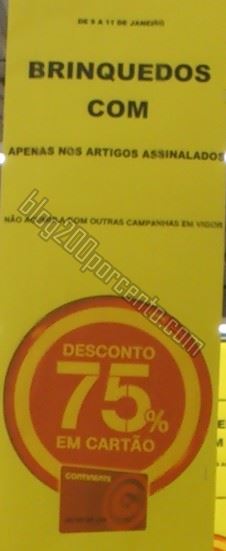 DE 5 A 11 DE JANEIRO
BRINQUEDOS
COM
APENAS NOS ARTIGOS ASSINALADOS
NÃO ACUMULA COM OUTRAS CAMPANHAS EM VIGOR
blog200porcento.com
DESCONTO
75%
EM CARTÃO
CONTINENTE